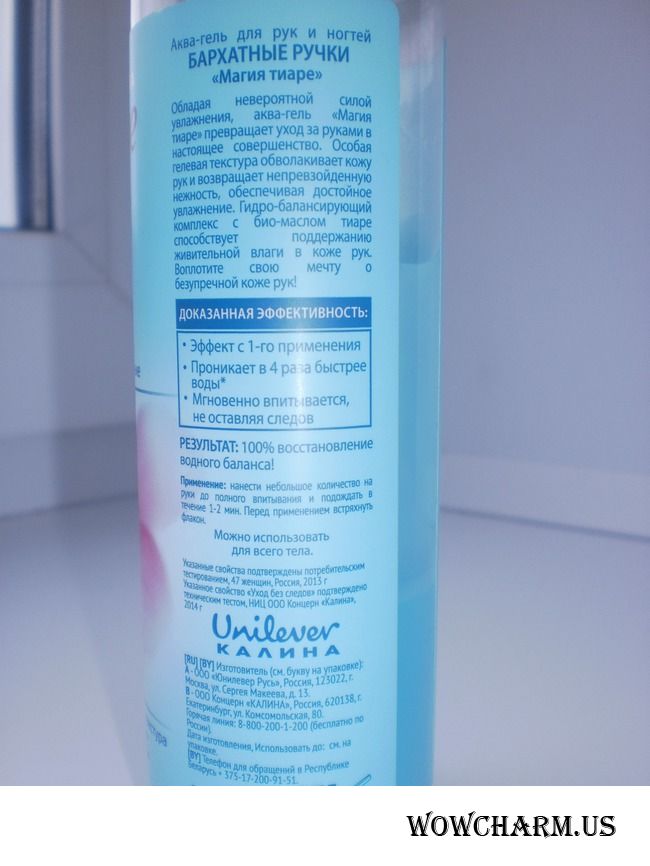 Аква-гель для рук и ногтей
БАРХАТНЫЕ РУЧКИ
«Магия тиаре»
Обладая невероятной силой
увлажнения, аква-гель «Магия
тиаре» превращает уход за руками в
настоящее совершенство. Особая
гелевая текстура обволакивает кожу
рук и возвращает непревзойденную
нежность, обеспечивая достойное
увлажнение. Гидро-балансирующий
комплекс с био-маслом тиаре
способствует поддержанию
живительной влаги в коже рук.
Воплотите свою мечту о
безупречной коже рук!
ДОКАЗАННАЯ ЭФФЕКТИВНОСТЬ:
• Эффект с 1-го применения
• Проникает в 4 раза быстрее
воды*
• Мгновенно впитывается,
не оставляя следов
РЕЗУЛЬТАТ: 100% восстановление
водного баланса!
Применение: нанести небольшое количество на
руки до полного впитывания и подождать в
течение 1-2 мин. Перед применением встряхнуть
флакон.
Можно использовать
для всего тела.
Указанные свойства подтверждены потребительским
тестированием, 47 женщин, Россия, 2013 г
Указанное свойство «Уход без следов» подтверждено
техническим тестом, НИЦ ООО Концерн «Калина»,
2014 г
Unilever
КАЛИНА
[RU] [BY] Изготовитель (см. букву на упаковке):
А - ООО «Юнилевер Русь», Россия, 123022, г.
Москва, ул. Сергея Макеева, д. 13.
В - ООО Концерн «КАЛИНА», Россия, 620138, г.
Екатеринбург, ул. Комсомольская, 80.
Горячая линия: 8-800-200-1-200 (бесплатно по
России).
Дата изготовления, Использовать до: см. на
упаковке.
[BY] Телефон для обращений в Республике
Беларусь + 375-17-200-91-51.
WOWCHARM.US